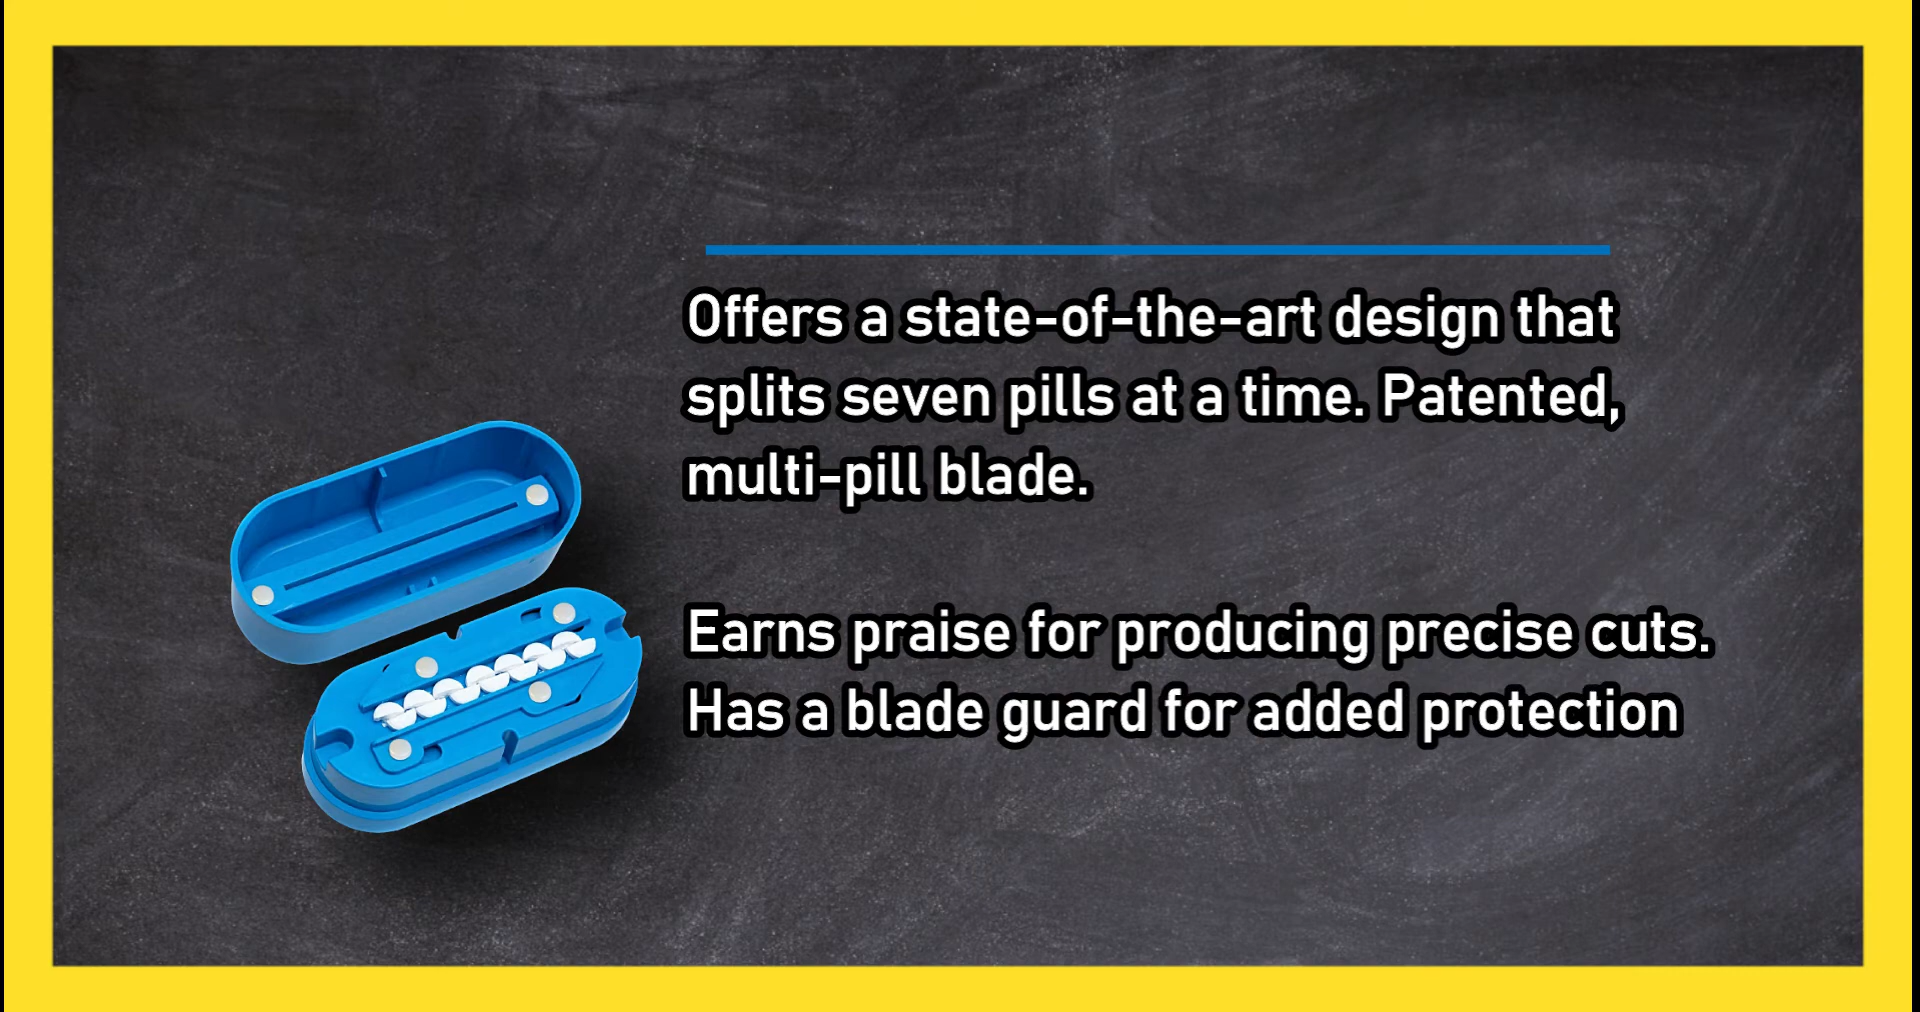 Offers a state-of-the-art design that
splits seven pills at a time. Patented,
multi-pill blade.
Earns praise for producing precise cuts.
Has a blade guard for added protection